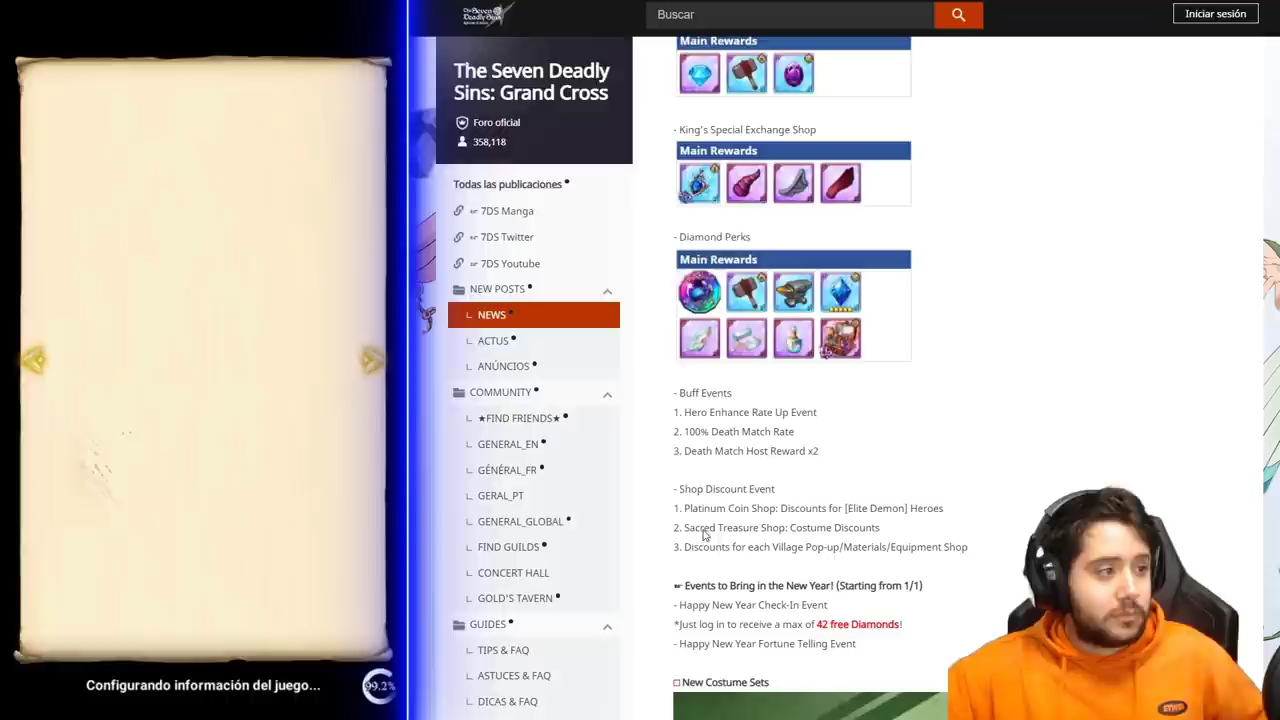 The Seven
Deadly Sins
Buscar
Iniciar sesión
The Seven Deadly
Sins: Grand Cross
Foro oficial
358,118
Todas las publicaciones
☞ 7DS Manga
☞ 7DS Twitter
☞ 7DS Youtube
NEW POSTS
NEWS
ACTUS
ANÚNCIOS
COMMUNITY
★FIND FRIENDS★
GENERAL_EN
GÉNÉRAL_FR
GERAL_PT
GENERAL_GLOBAL
FIND GUILDS
CONCERT HALL
GOLD'S TAVERN
GUIDES
TIPS & FAQ
ASTUCES & FAQ
DICAS & FAQ
Main Rewards
- King's Special Exchange Shop
Main Rewards
- Diamond Perks
Main Rewards
- Buff Events
1. Hero Enhance Rate Up Event
2. 100% Death Match Rate
3. Death Match Host Reward x2
- Shop Discount Event
1. Platinum Coin Shop: Discounts for [Elite Demon] Heroes
2. Sacred Treasure Shop: Costume Discounts
3. Discounts for each Village Pop-up/Materials/Equipment Shop
☛ Events to Bring in the New Year! (Starting from 1/1)
- Happy New Year Check-In Event
*Just log in to receive a max of 42 free Diamonds!
- Happy New Year Fortune Telling Event
□ New Costume Sets
Configurando información del juego...
99.2%